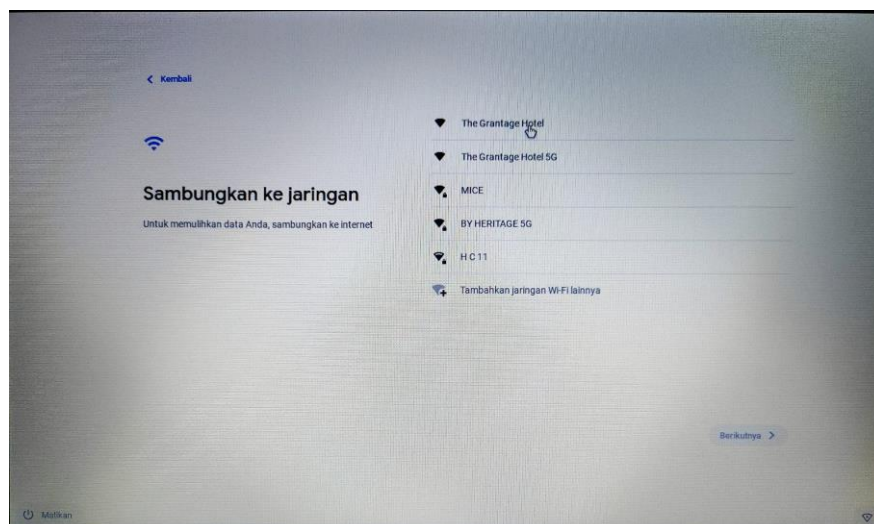 Kembali
Sambungkan ke jaringan
Untuk memulihkan data Anda, sambungkan ke internet
The Grantage Hotel
The Grantage Hotel 5G
MICE
BY HERITAGE 5G
H C 11
Tambahkan jaringan Wi-Fi lainnya
Berikutnya
Matikan